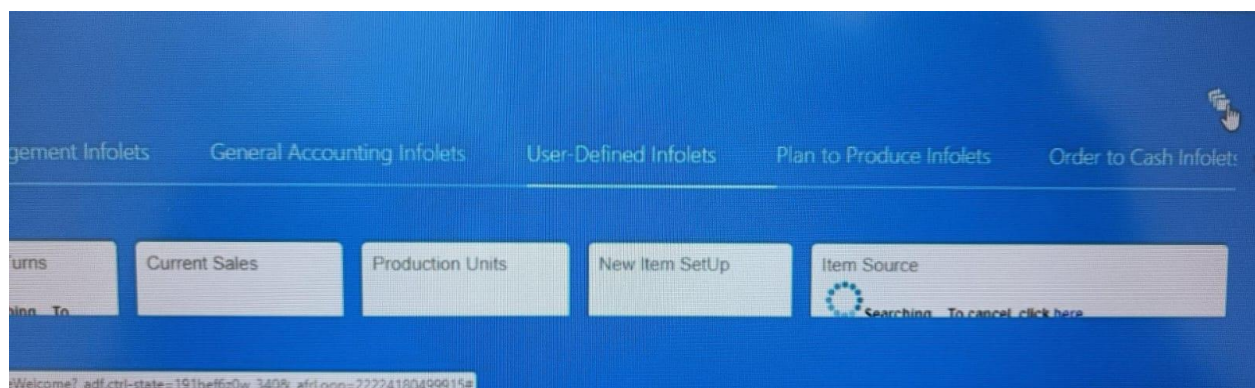 gement Infolets General Accounting Infolets User-Defined Infolets Plan to Produce Infolets Order to Cash Infolets
urns Current Sales Production Units New Item SetUp Item Source
Searching To cancel, click here
To